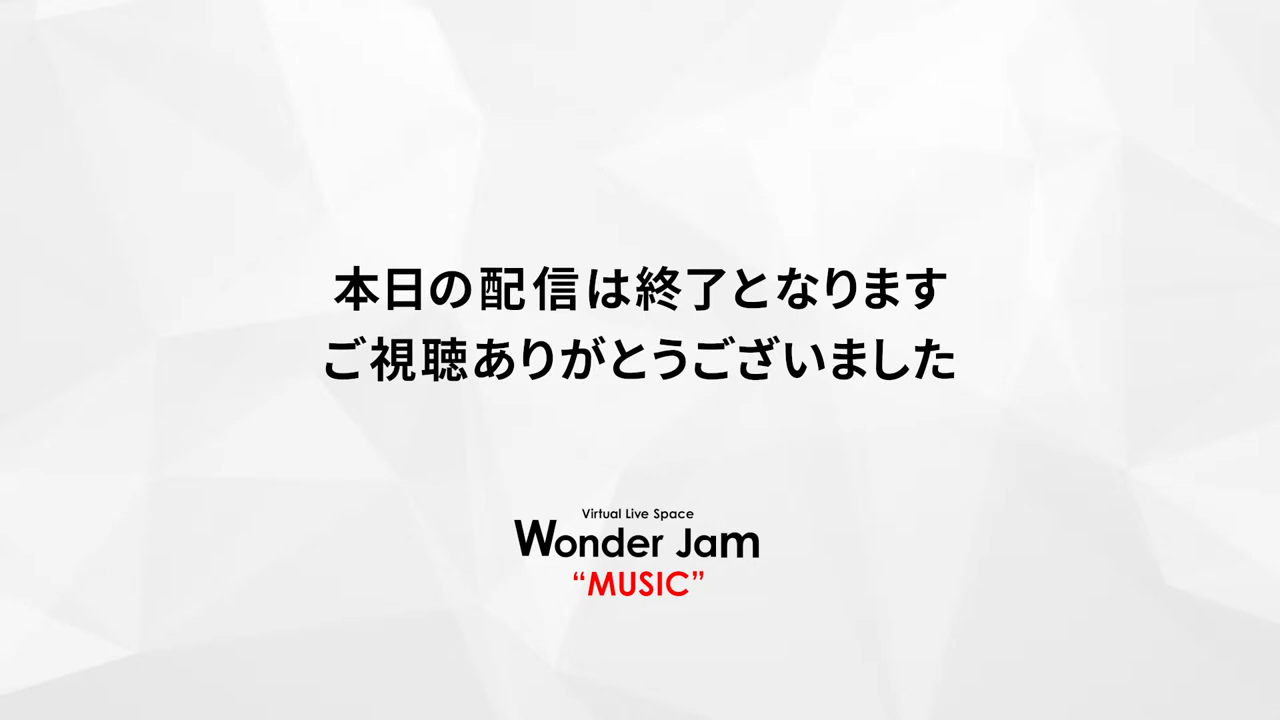 本日の配信は終了となります
ご視聴ありがとうございました
Virtual Live Space
Wonder Jam
“MUSIC”